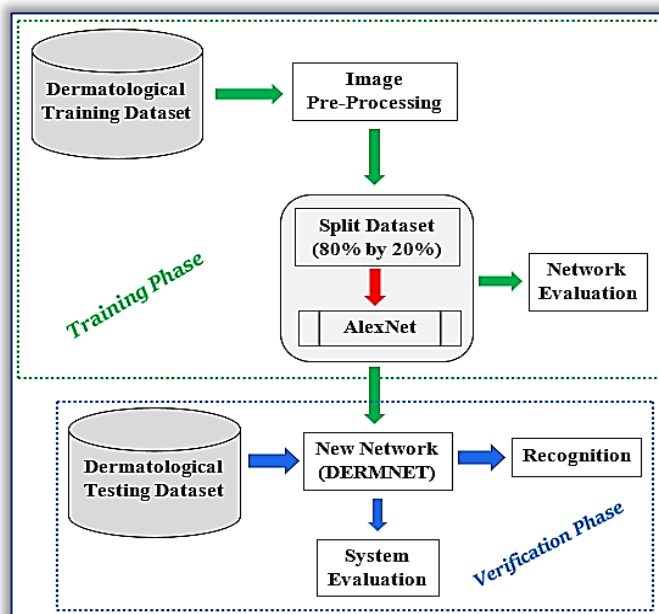 Dermatological
Training Dataset
Image
Pre-Processing
Split Dataset
(80% by 20%)
AlexNet
Network
Evaluation
Training Phase
Dermatological
Testing Dataset
New Network
(DERMNET)
Recognition
System
Evaluation
Verification Phase